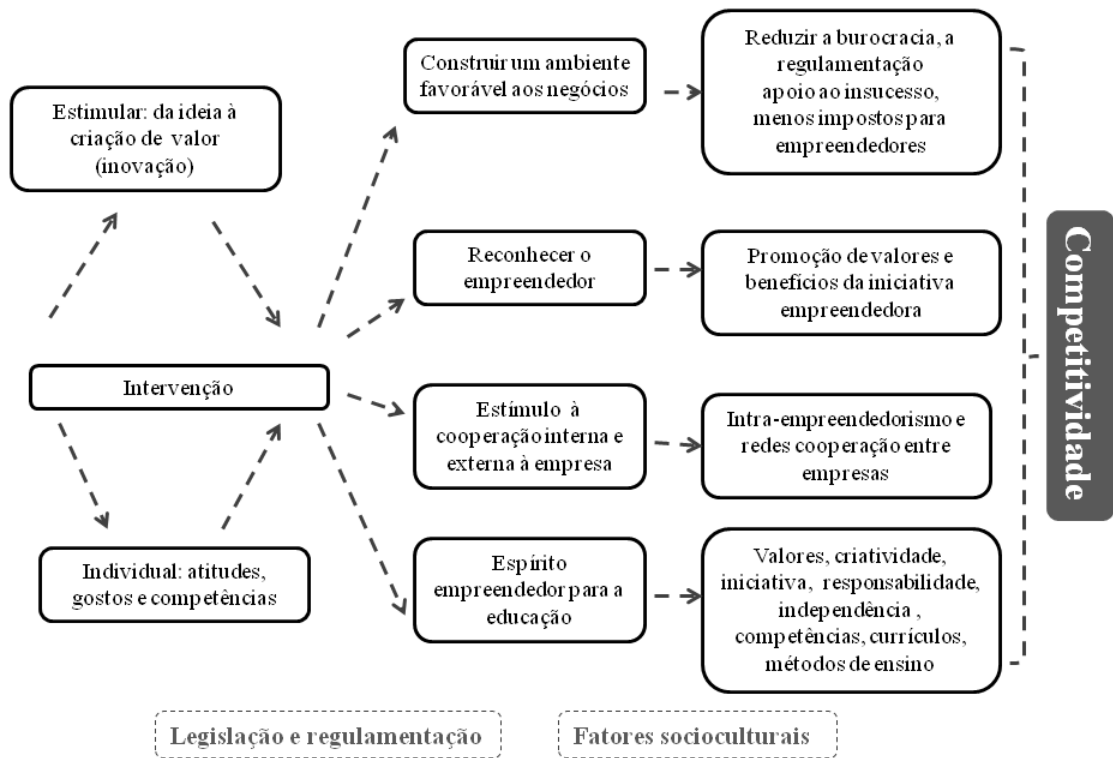 Estimular: da ideia à
criação de valor
(inovação)
Intervenção
Individual: atitudes,
gostos e competências
Construir um ambiente
favorável aos negócios
Reconhecer o
empreendedor
Estímulo à
cooperação interna e
externa à empresa
Espírito
empreendedor para a
educação
Reduzir a burocracia, a
regulamentação
apoio ao insucesso,
menos impostos para
empreendedores
Promoção de valores e
benefícios da iniciativa
empreendedora
Intra-empreendedorismo e
redes cooperação entre
empresas
Valores, criatividade,
iniciativa, responsabilidade,
independência ,
competências, currículos,
métodos de ensino
Competitividade
Legislação e regulamentação
Fatores socioculturais